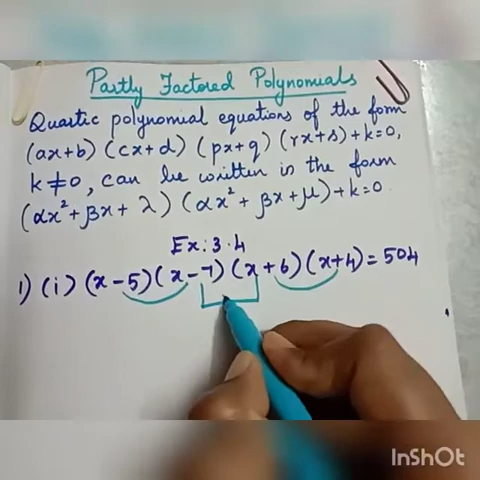 Partly Factored Polynomials
Quartic polynomial equations of the form
(ax+b) (cx+d) (px+q) (rx+s)+k=0,
k≠0, can be written in the form
(αx²+βx+λ) (αx²+βx+μ)+k=0.
Ex: 3.4
1) (i) (x-5)(x-7)(x+6)(x+4)=504
InShOt